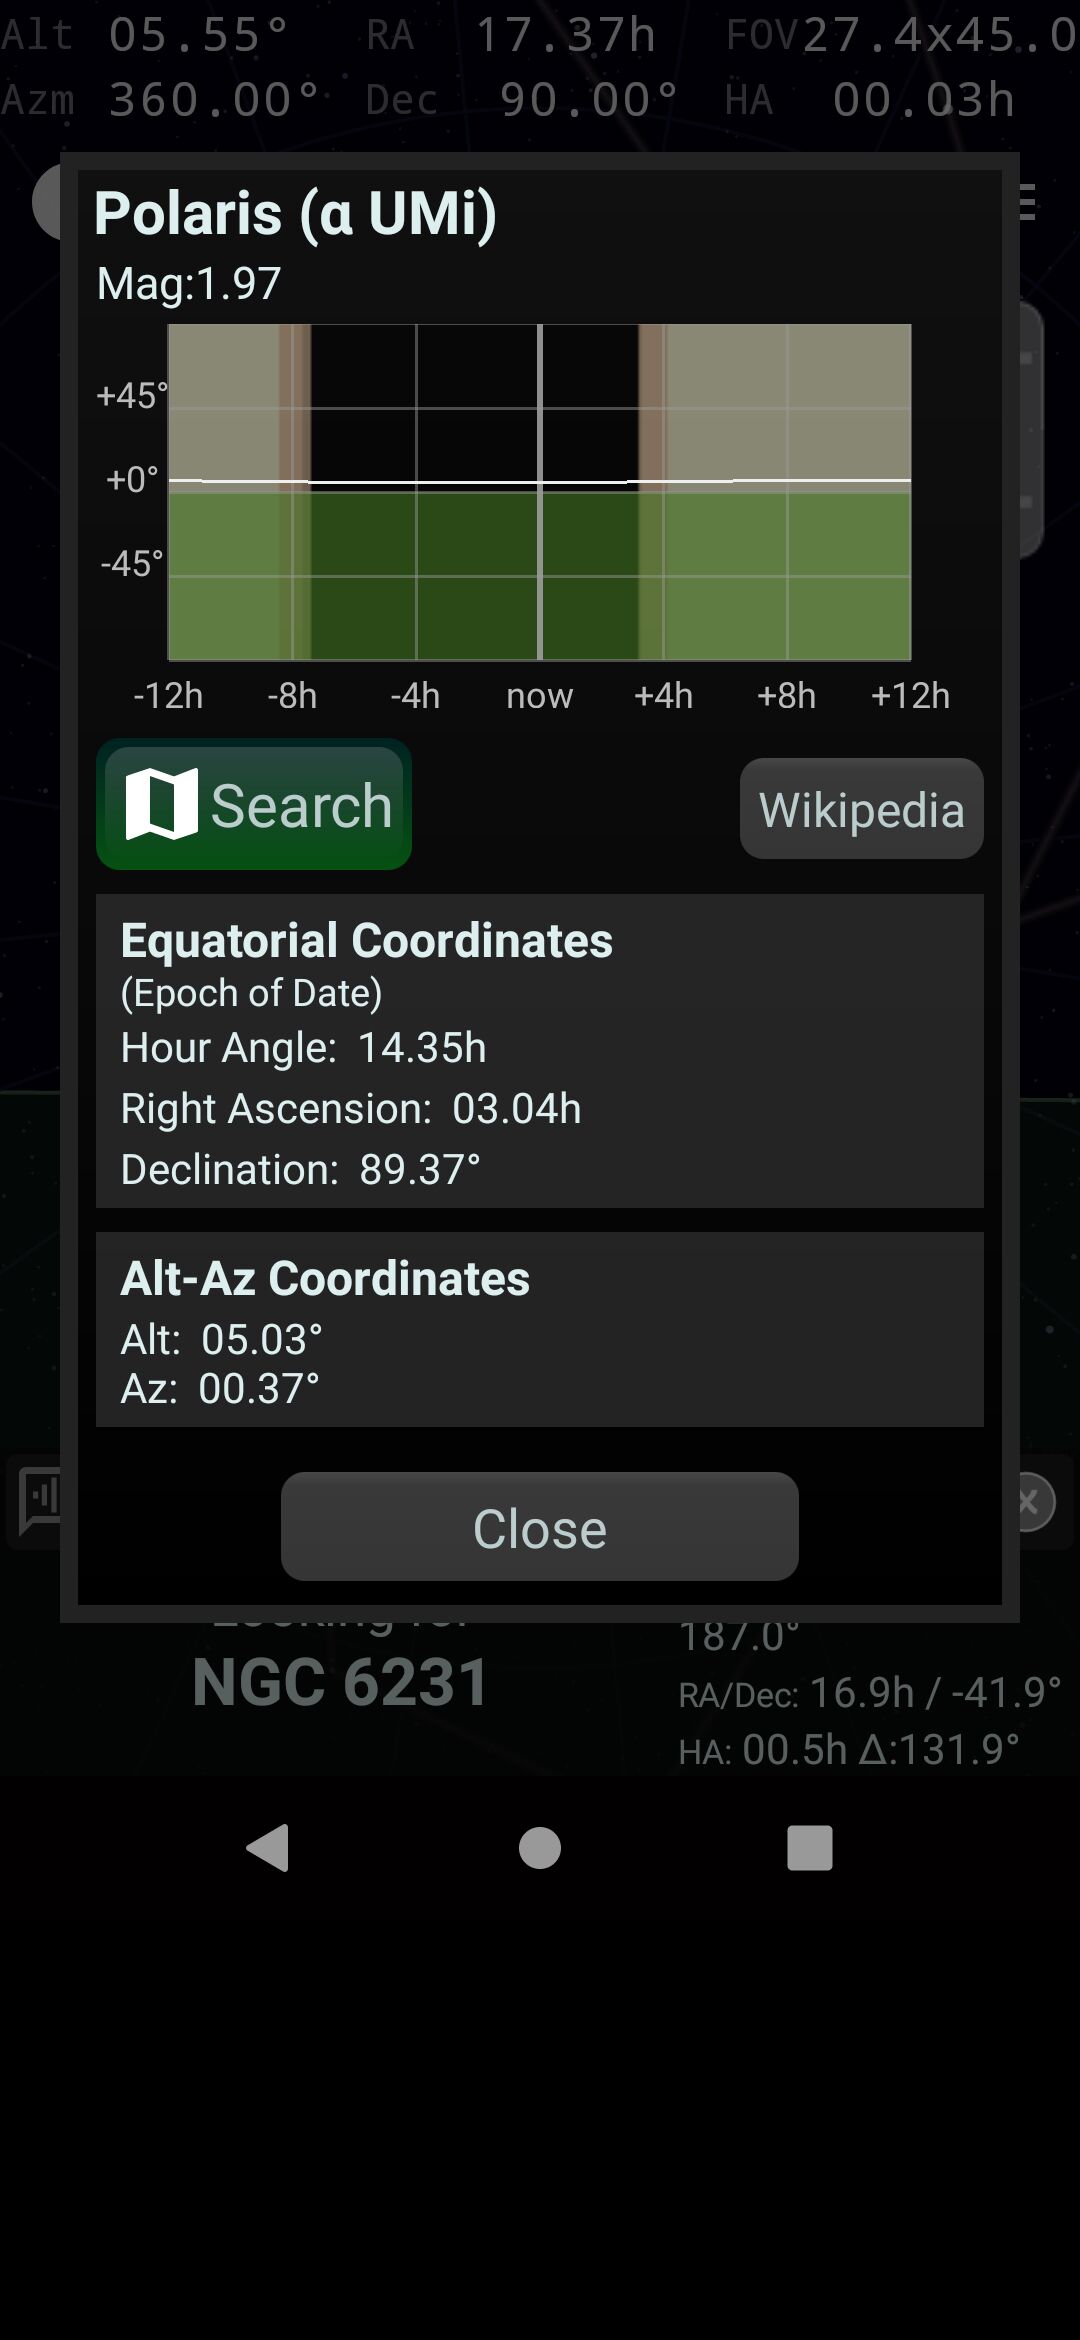 Alt 05.55° RA 17.37h FOV27.4x45.0
Azm 360.00° Dec 90.00° HA 00.03h
Polaris (α UMi)
Mag:1.97
+45°
+0°
-45°
-12h -8h -4h now +4h +8h +12h
Search
Wikipedia
Equatorial Coordinates
(Epoch of Date)
Hour Angle: 14.35h
Right Ascension: 03.04h
Declination: 89.37°
Alt-Az Coordinates
Alt: 05.03°
Az: 00.37°
Close
Looking for
NGC 6231
187.0°
RA/Dec: 16.9h / -41.9°
HA: 00.5h Δ:131.9°